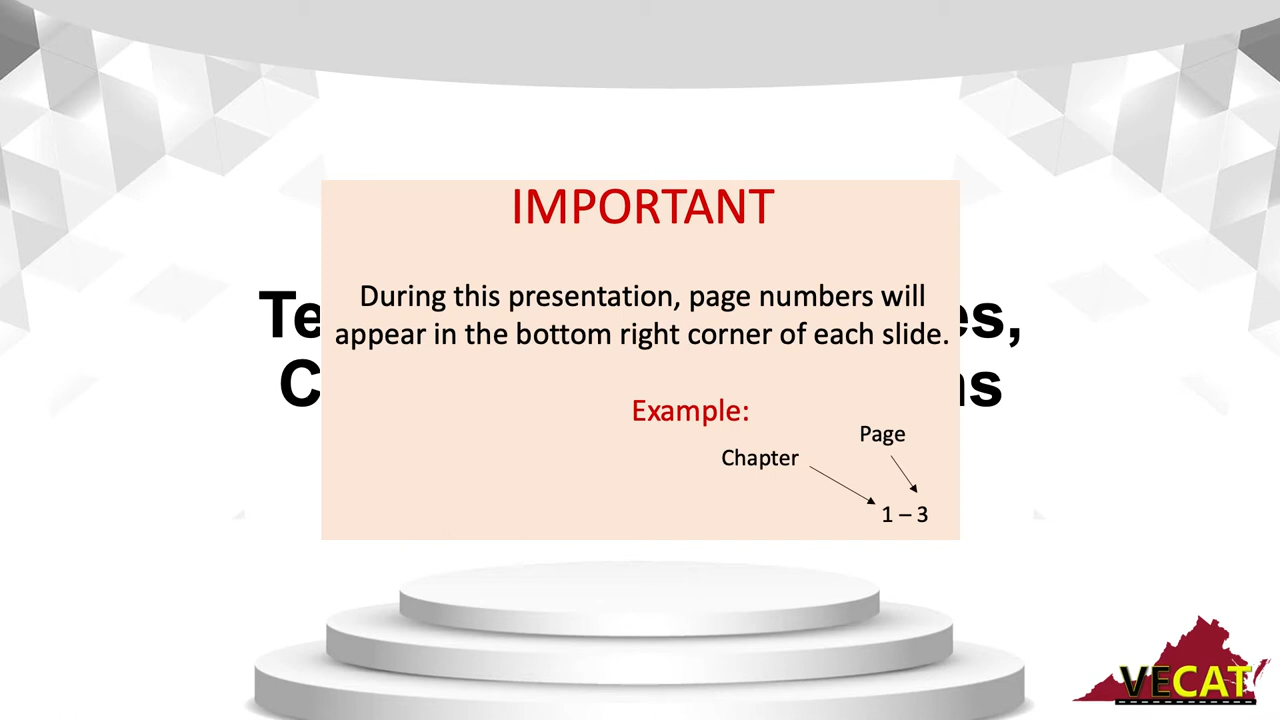 IMPORTANT
During this presentation, page numbers will
appear in the bottom right corner of each slide.
Example:
Page
Chapter
1 – 3
VECAT